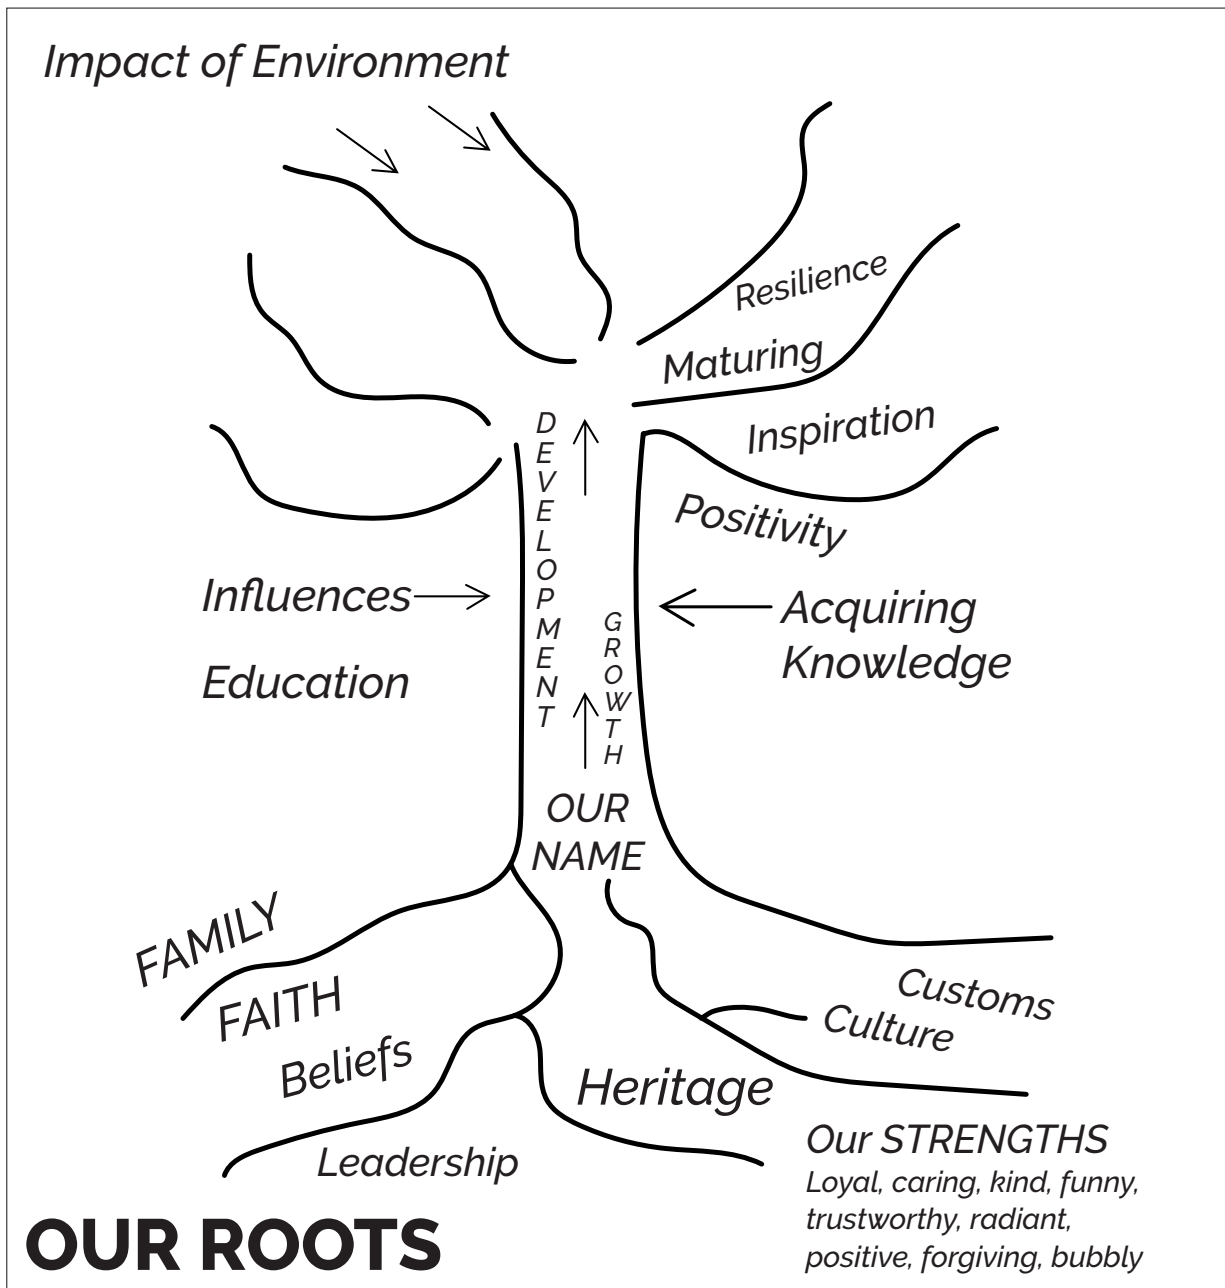 Impact of Environment
Resilience
Maturing
Inspiration
Positivity
DEVELOPMENT
GROWTH
Influences
Education
Acquiring
Knowledge
OUR
NAME
FAMILY
FAITH
Beliefs
Leadership
Heritage
Customs
Culture
Our STRENGTHS
Loyal, caring, kind, funny,
trustworthy, radiant,
positive, forgiving, bubbly
OUR ROOTS